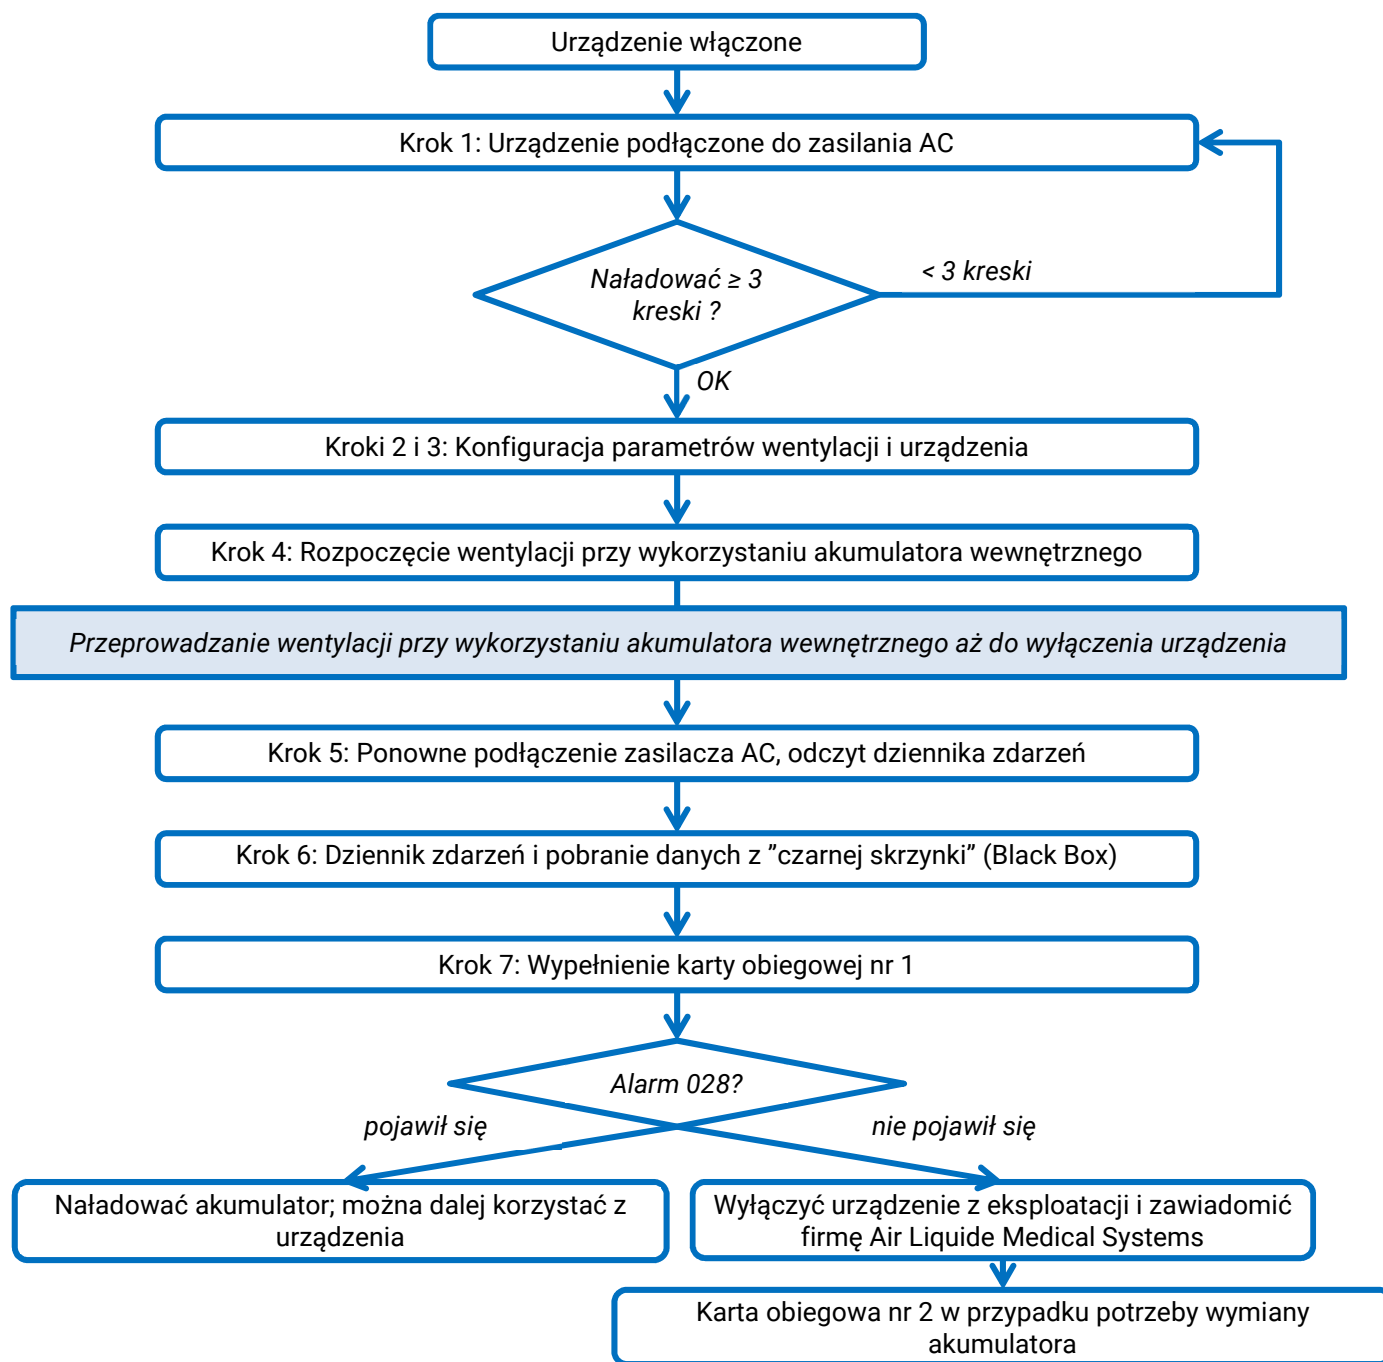 Urządzenie włączone
Krok 1: Urządzenie podłączone do zasilania AC
Naładować ≥ 3
kreski ?
< 3 kreski
OK
Kroki 2 i 3: Konfiguracja parametrów wentylacji i urządzenia
Krok 4: Rozpoczęcie wentylacji przy wykorzystaniu akumulatora wewnętrznego
Przeprowadzanie wentylacji przy wykorzystaniu akumulatora wewnętrznego aż do wyłączenia urządzenia
Krok 5: Ponowne podłączenie zasilacza AC, odczyt dziennika zdarzeń
Krok 6: Dziennik zdarzeń i pobranie danych z ”czarnej skrzynki” (Black Box)
Krok 7: Wypełnienie karty obiegowej nr 1
Alarm 028?
pojawił się
nie pojawił się
Naładować akumulator; można dalej korzystać z
urządzenia
Wyłączyć urządzenie z eksploatacji i zawiadomić
firmę Air Liquide Medical Systems
Karta obiegowa nr 2 w przypadku potrzeby wymiany
akumulatora